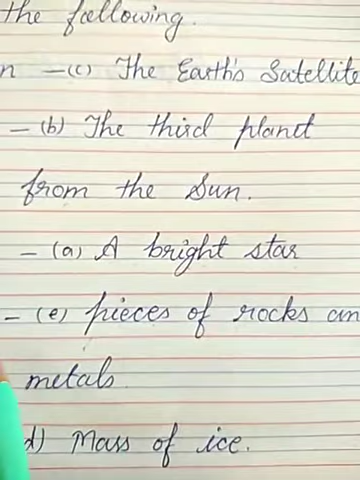 the following.
n – (c) The Earth's Satellite
– (b) The third planet
from the Sun.
– (a) A bright star
– (e) pieces of rocks an
metals
d) Mass of ice.